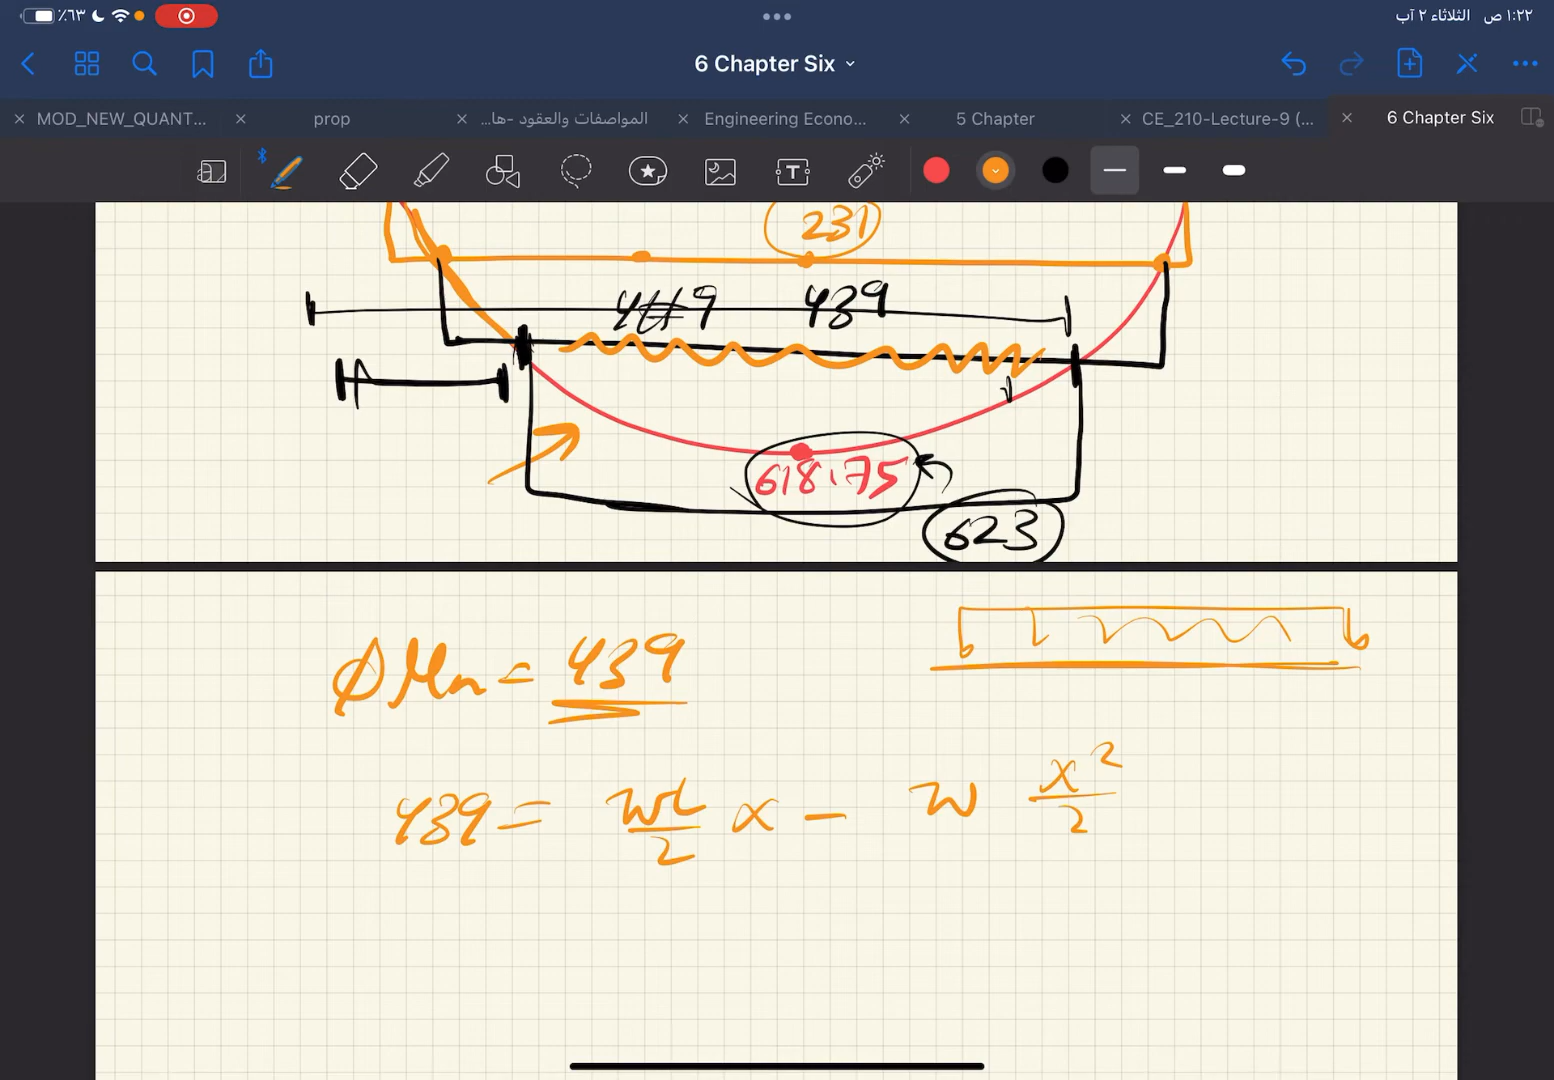 ٪٦٣
١:٢٢ ص الثلاثاء ٢ آب
6 Chapter Six
MOD_NEW_QUANT...
prop
المواصفات والعقود -ها...
Engineering Econo...
5 Chapter
CE_210-Lecture-9 (...
6 Chapter Six
231
439
618.75
623
ϕMn = 439
439 = wL/2 x - w x²/2